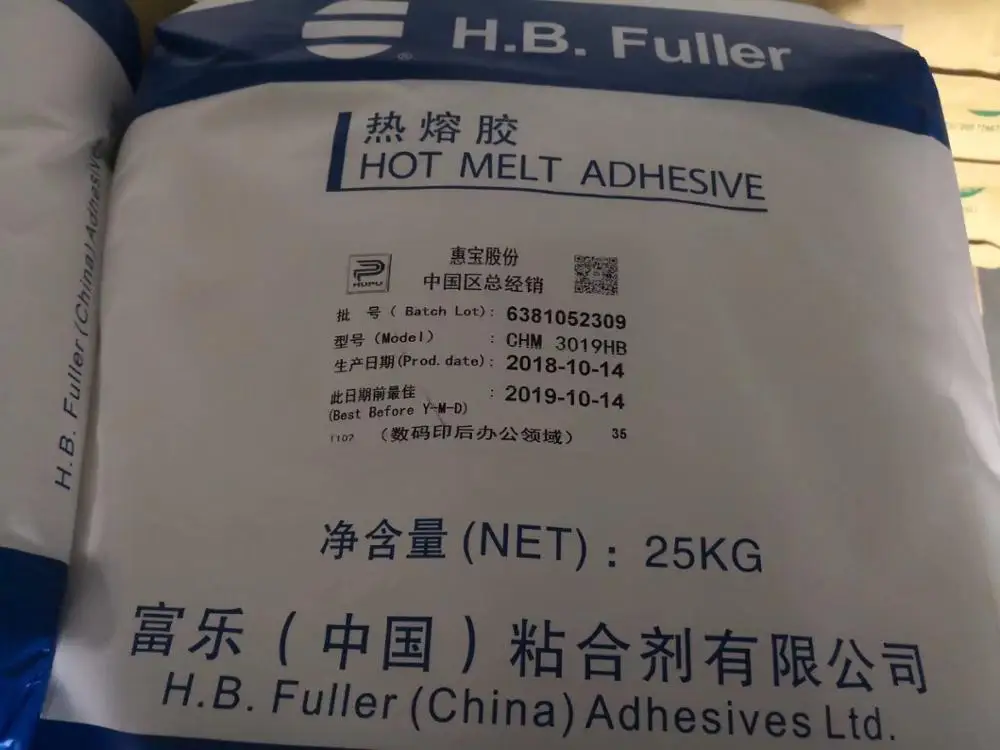 H.B. Fuller
®
热熔胶
HOT MELT ADHESIVE
惠宝股份
HUPU
中国区总经销
批 号 ( Batch Lot): 6381052309
型号 (Model) : CHM 3019HB
生产日期(Prod. date): 2018-10-14
此日期前最佳 : 2019-10-14
(Best Before Y-M-D)
(数码印后办公领域) 35
净含量(NET): 25KG
富乐(中国)粘合剂有限公司
H.B. Fuller (China) Adhesives Ltd.
H.B. Fuller (China) Adhesive